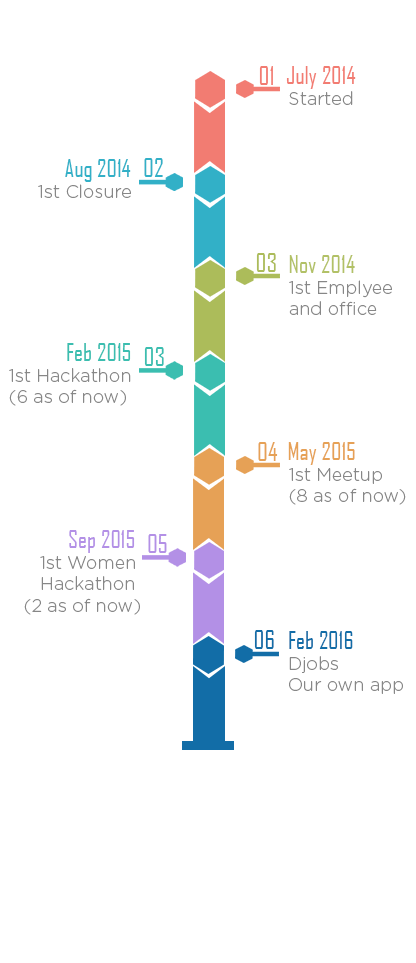 01 July 2014
Started
Aug 2014 02
1st Closure
03 Nov 2014
1st Emplyee
and office
Feb 2015 03
1st Hackathon
(6 as of now)
04 May 2015
1st Meetup
(8 as of now)
Sep 2015 05
1st Women
Hackathon
(2 as of now)
06 Feb 2016
Djobs
Our own app